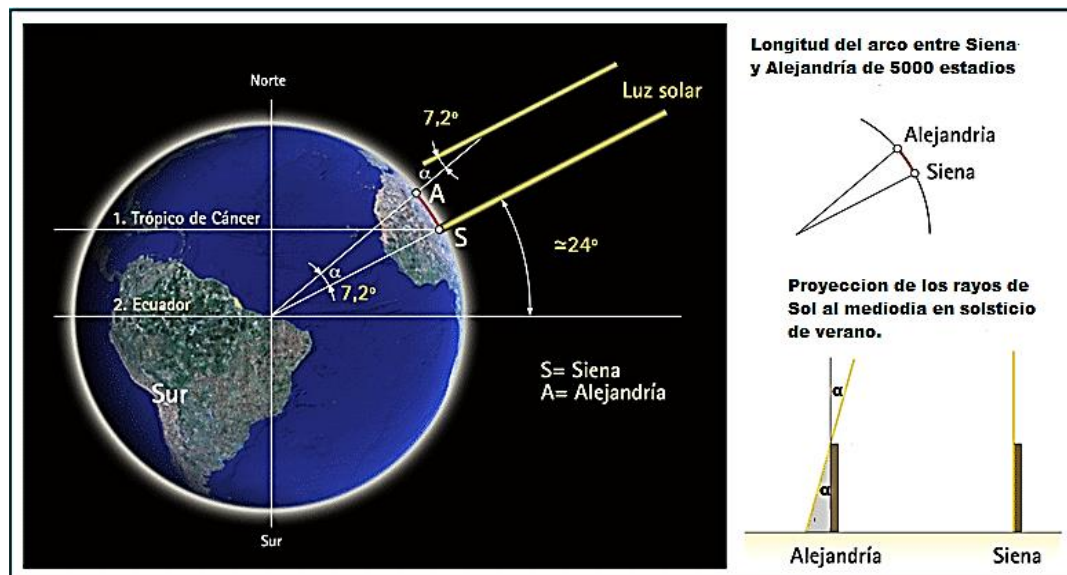 Norte
Luz solar
7,2º
α
A
1. Trópico de Cáncer
S
≃24º
α
7,2º
2. Ecuador
S= Siena
A= Alejandría
Sur
Sur
Longitud del arco entre Siena
y Alejandría de 5000 estadios
Alejandria
Siena
Proyeccion de los rayos de
Sol al mediodia en solsticio
de verano.
α
α
Alejandría
Siena